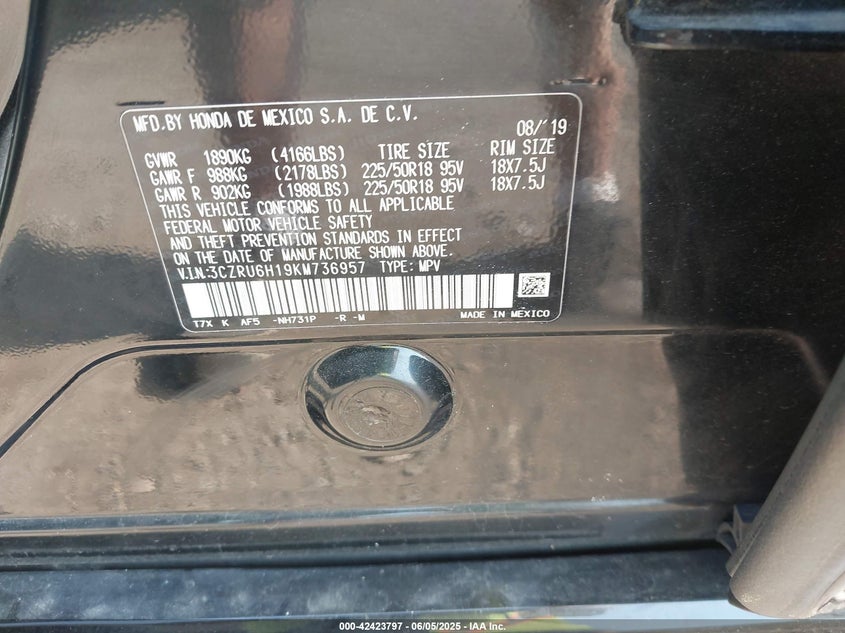 MFD.BY HONDA DE MEXICO S.A. DE C.V.
08/'19
GVWR 1890KG (4166LBS) TIRE SIZE RIM SIZE
GAWR F 988KG (2178LBS) 225/50R18 95V 18X7.5J
GAWR R 902KG (1988LBS) 225/50R18 95V 18X7.5J
THIS VEHICLE CONFORMS TO ALL APPLICABLE
FEDERAL MOTOR VEHICLE SAFETY
AND THEFT PREVENTION STANDARDS IN EFFECT
ON THE DATE OF MANUFACTURE SHOWN ABOVE.
V.I.N:3CZRU6H19KM736957 TYPE: MPV
T7X K AF5 -NH731P -R -M MADE IN MEXICO
000-42423797 - 06/05/2025 - IAA Inc.